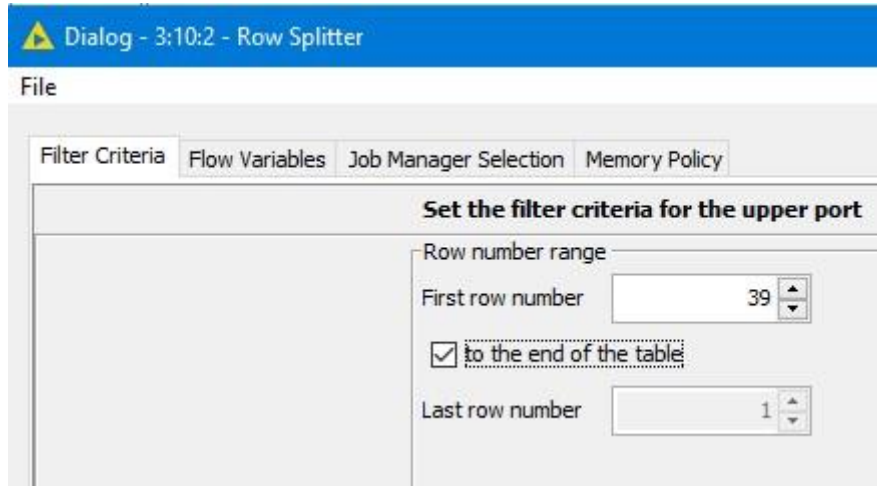 Dialog - 3:10:2 - Row Splitter
File
Filter Criteria Flow Variables Job Manager Selection Memory Policy
Set the filter criteria for the upper port
Row number range
First row number 39
to the end of the table
Last row number 1